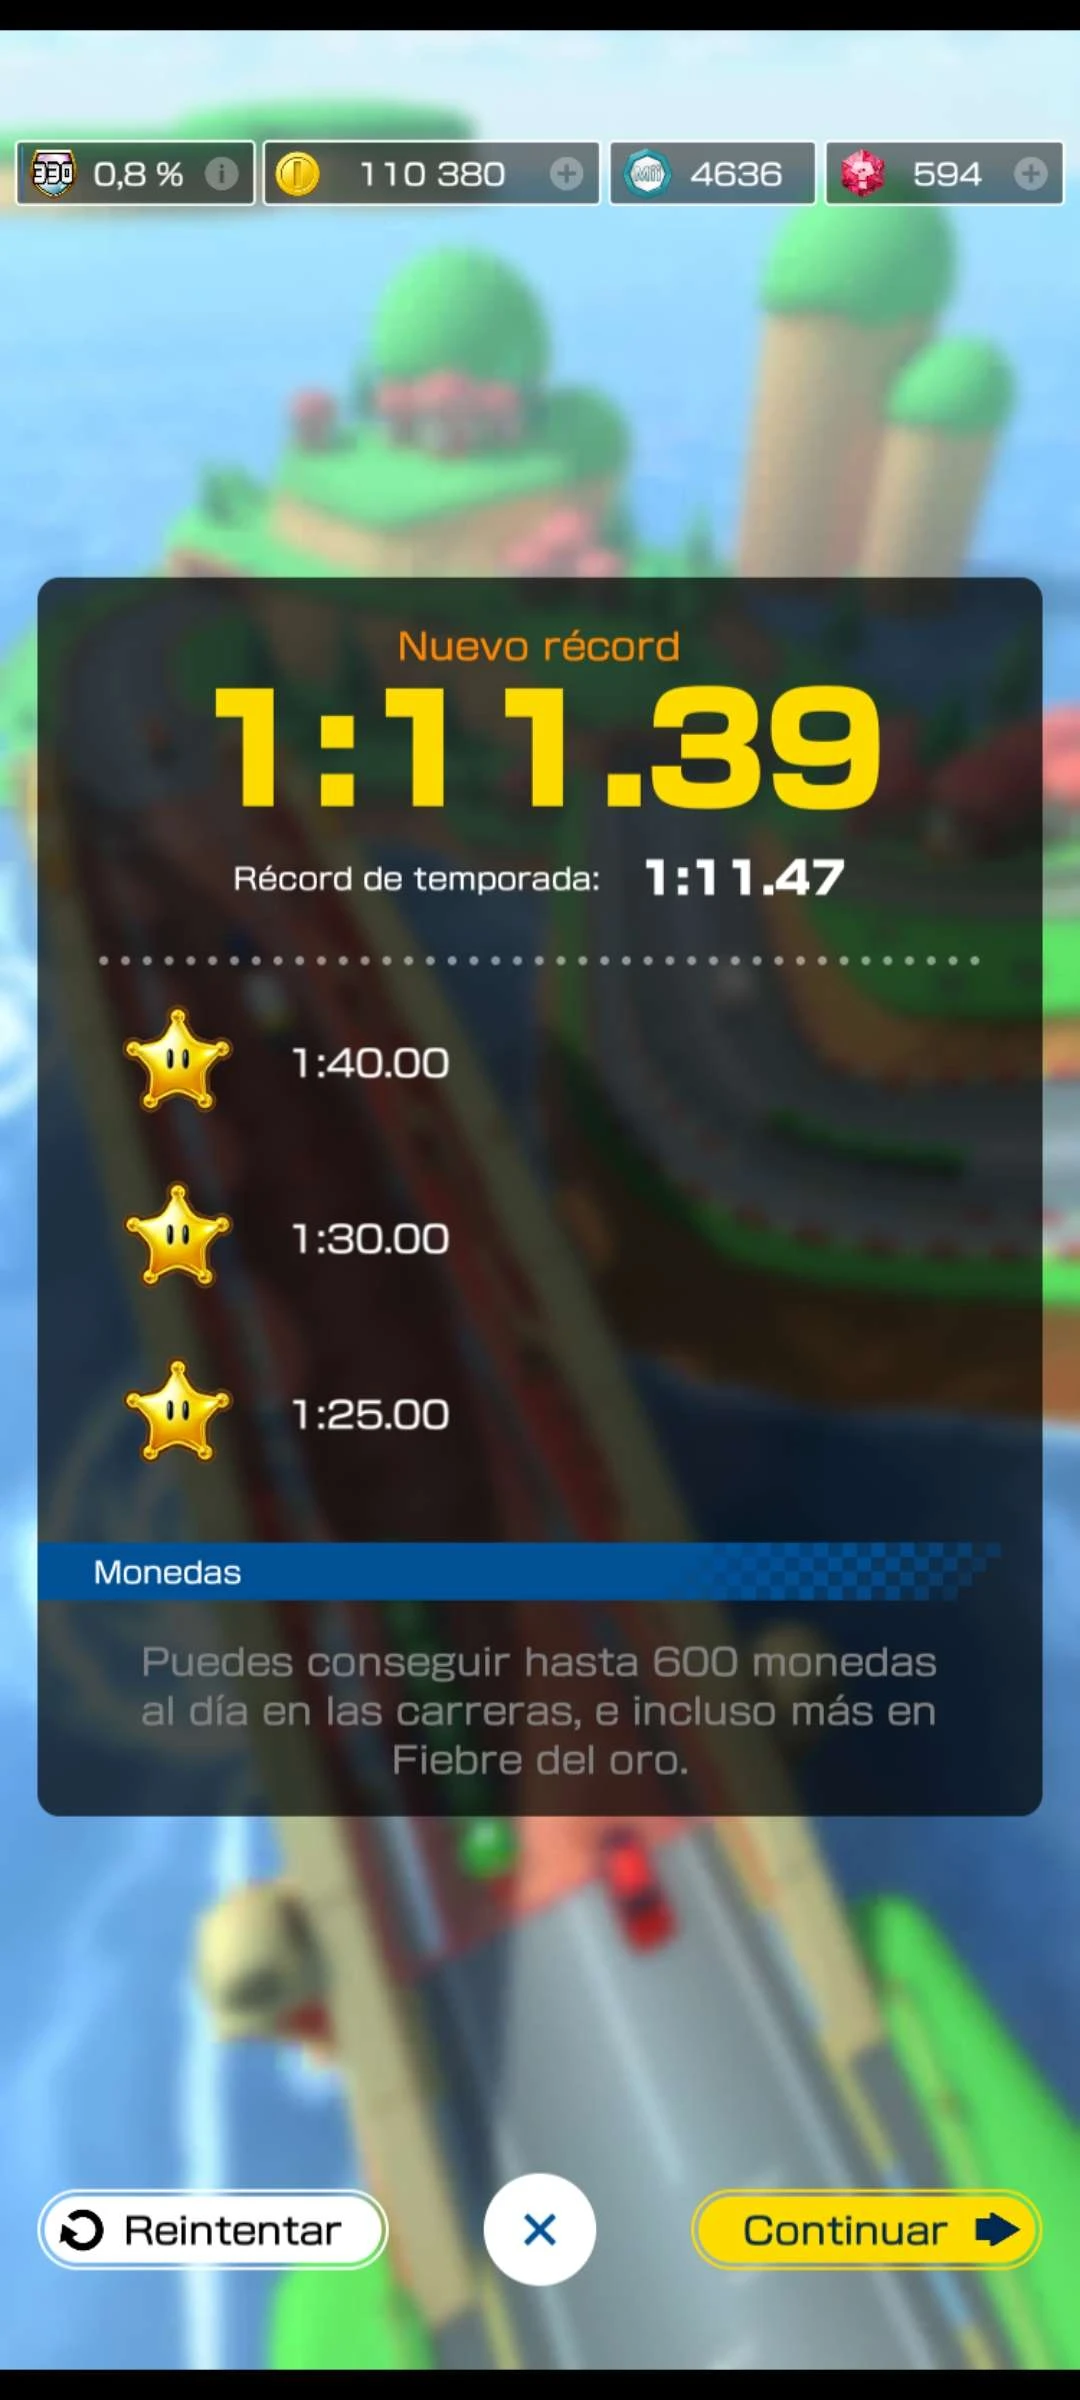 330 0,8 % i 110 380 + Mii 4636 594 +
Nuevo récord
1:11.39
Récord de temporada: 1:11.47
1:40.00
1:30.00
1:25.00
Monedas
Puedes conseguir hasta 600 monedas
al día en las carreras, e incluso más en
Fiebre del oro.
Reintentar × Continuar